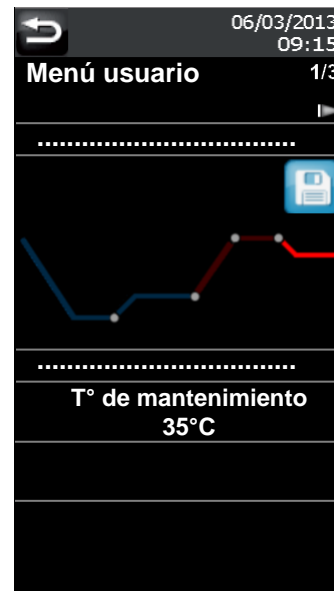 06/03/2013
09:15
Menú usuario 1/3
..................................
..................................
T° de mantenimiento
35°C